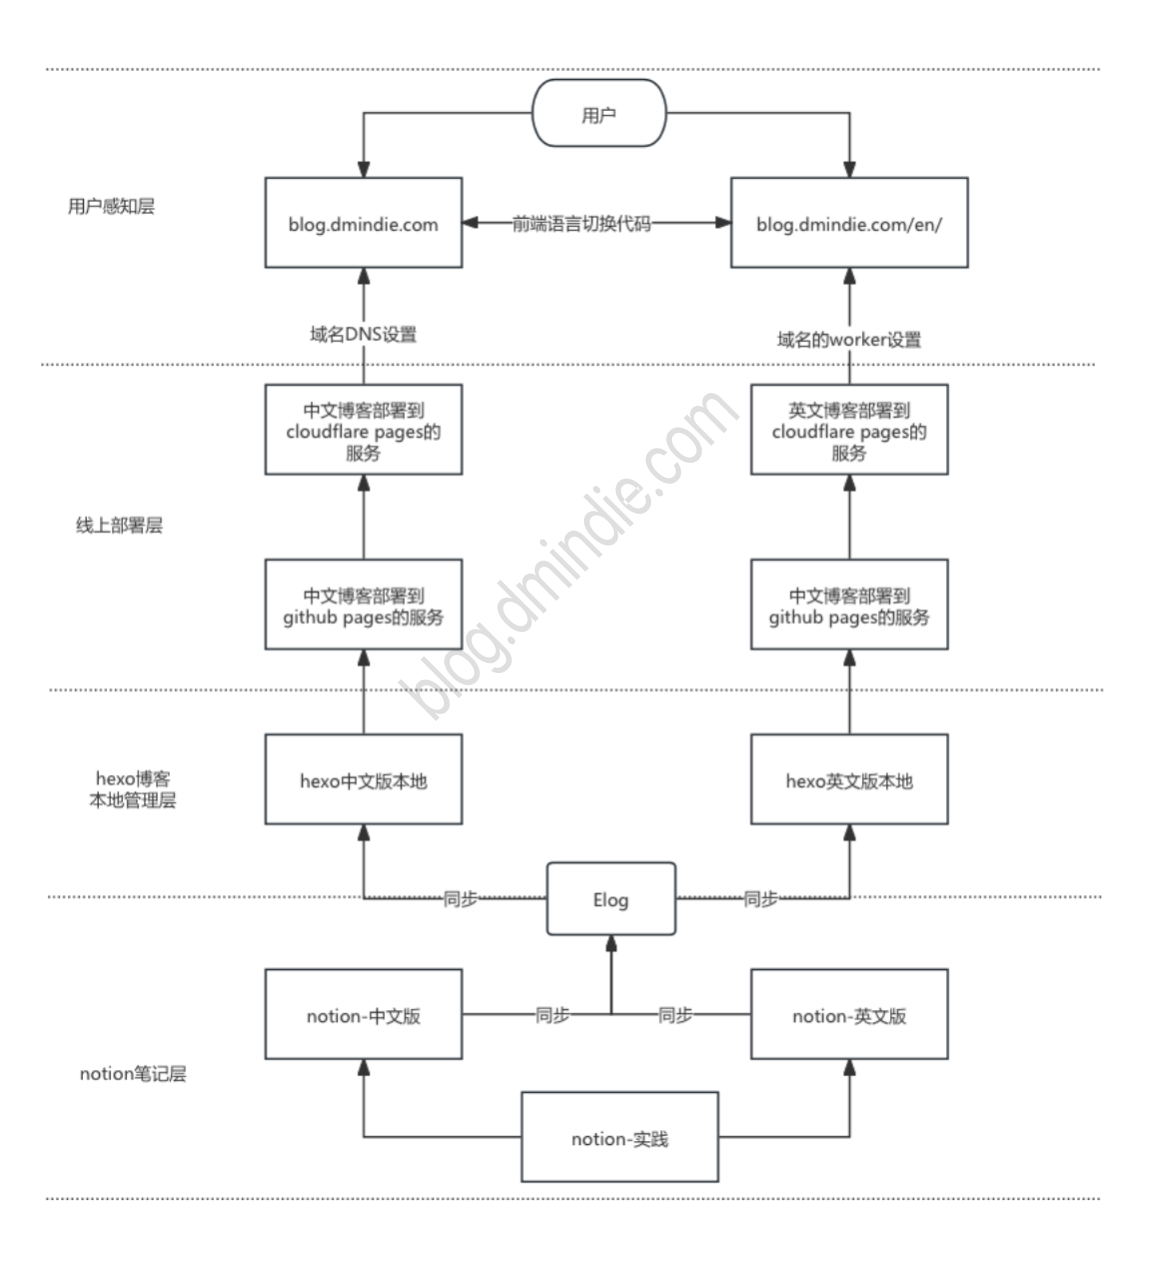 用户
用户感知层
blog.dmindie.com
前端语言切换代码
blog.dmindie.com/en/
域名DNS设置
域名的worker设置
中文博客部署到
cloudflare pages的
服务
英文博客部署到
cloudflare pages的
服务
线上部署层
blog.dmindie.com
中文博客部署到
github pages的服务
中文博客部署到
github pages的服务
hexo博客
本地管理层
hexo中文版本地
hexo英文版本地
同步
Elog
同步
notion-中文版
同步
同步
notion-英文版
notion笔记层
notion-实践